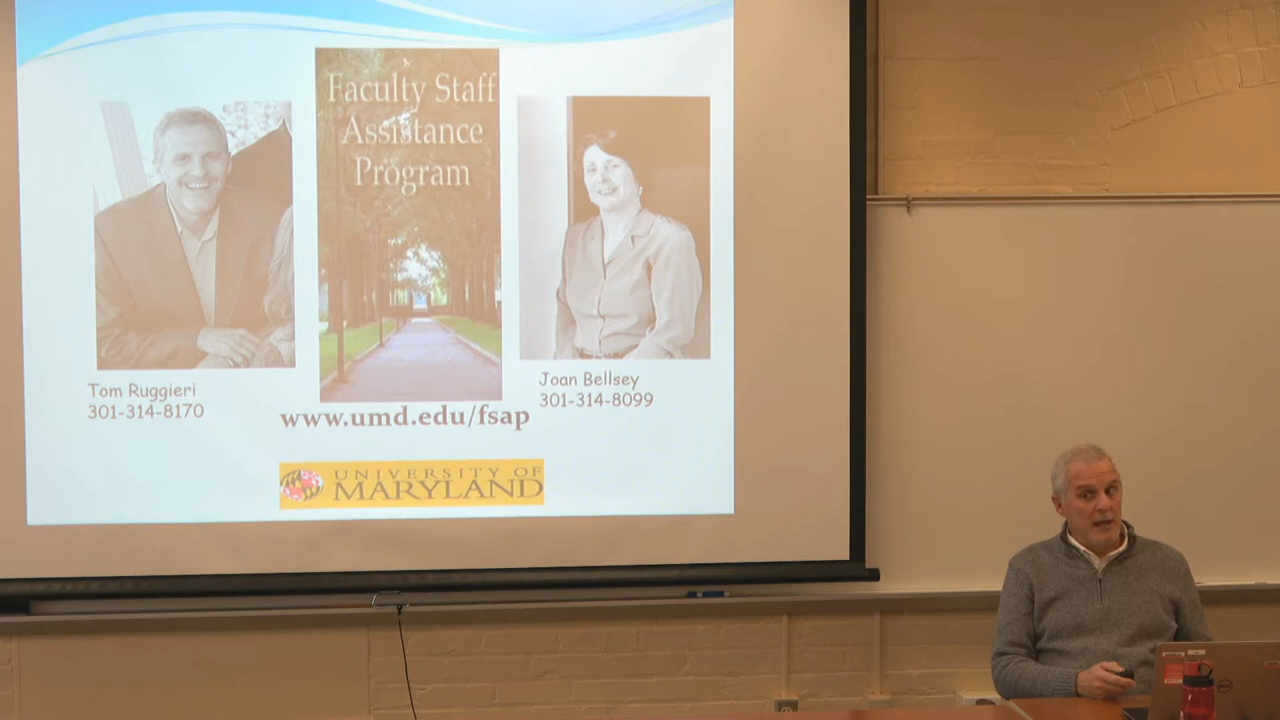 Faculty Staff
Assistance
Program
Tom Ruggieri
301-314-8170
Joan Bellsey
301-314-8099
www.umd.edu/fsap
UNIVERSITY OF
MARYLAND
DELL